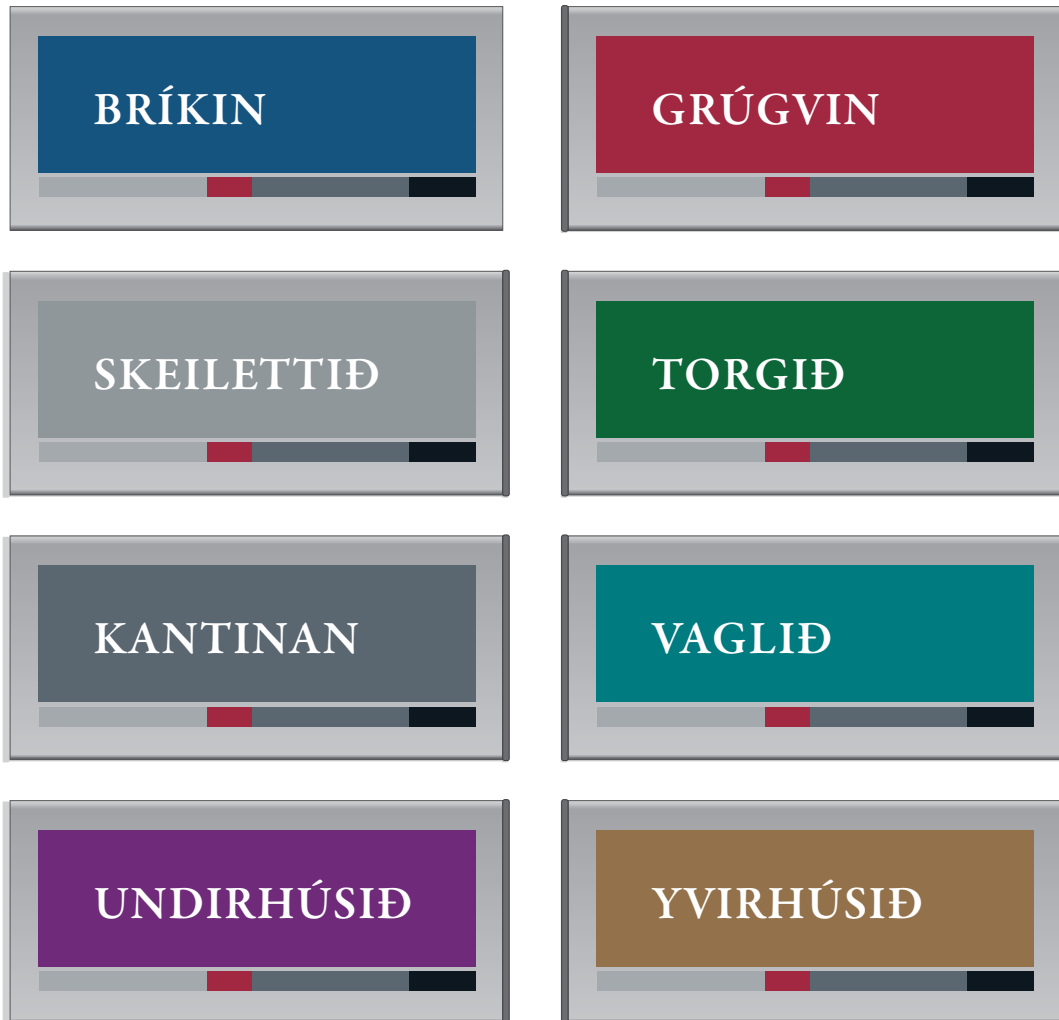 BRÍKIN
GRÚGVIN
SKEILETTIÐ
TORGIÐ
KANTINAN
VAGLIÐ
UNDIRHÚSIÐ
YVIRHÚSIÐ